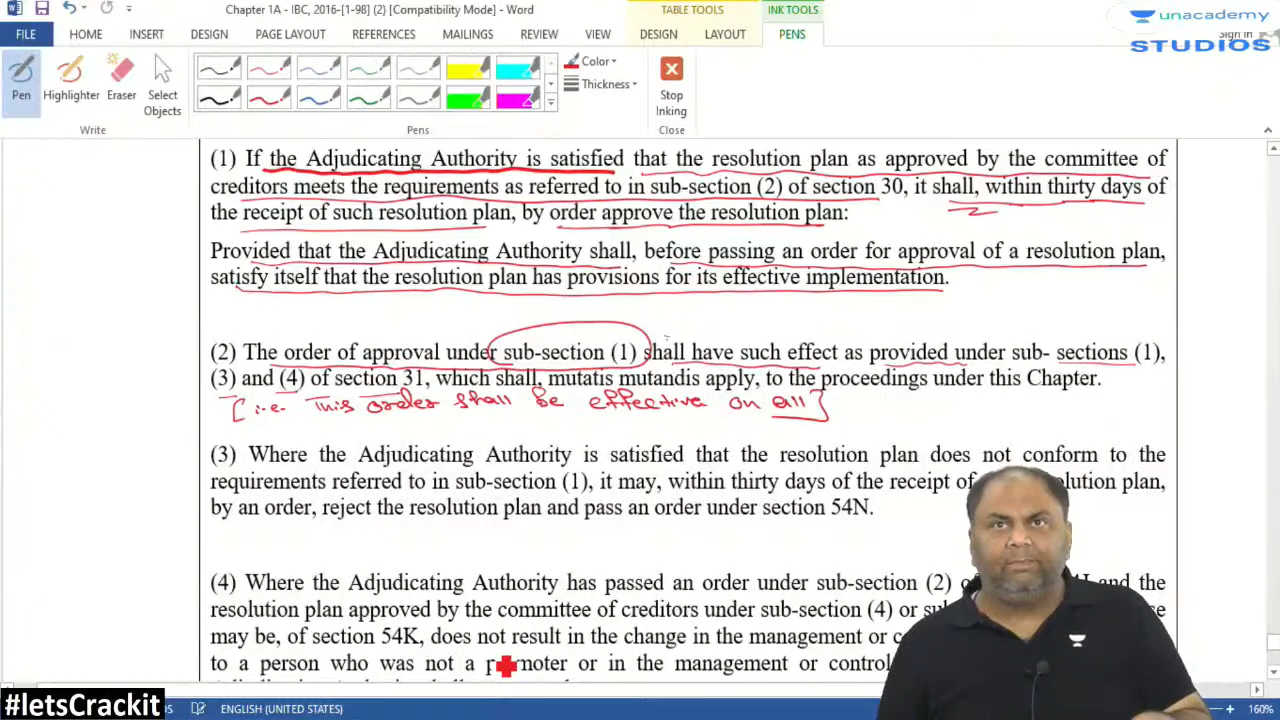 Chapter 1A - IBC, 2016-[1-98] (2) [Compatibility Mode] - Word
TABLE TOOLS
INK TOOLS
unacademy
STUDIOS
Sign in
FILE
HOME
INSERT
DESIGN
PAGE LAYOUT
REFERENCES
MAILINGS
REVIEW
VIEW
DESIGN
LAYOUT
PENS
Pen
Highlighter
Eraser
Select
Objects
Color
Thickness
Stop
Inking
Write
Pens
Close
(1) If the Adjudicating Authority is satisfied that the resolution plan as approved by the committee of
creditors meets the requirements as referred to in sub-section (2) of section 30, it shall, within thirty days of
the receipt of such resolution plan, by order approve the resolution plan:
Provided that the Adjudicating Authority shall, before passing an order for approval of a resolution plan,
satisfy itself that the resolution plan has provisions for its effective implementation.
(2) The order of approval under sub-section (1) shall have such effect as provided under sub- sections (1),
(3) and (4) of section 31, which shall, mutatis mutandis apply, to the proceedings under this Chapter.
[i.e. This order shall be effective on all]
(3) Where the Adjudicating Authority is satisfied that the resolution plan does not conform to the
requirements referred to in sub-section (1), it may, within thirty days of the receipt of plan,
by an order, reject the resolution plan and pass an order under section 54N.
(4) Where the Adjudicating Authority has passed an order under sub-section (2) and the
resolution plan approved by the committee of creditors under sub-section (4) or
may be, of section 54K, does not result in the change in the management or
to a person who was not a promoter or in the management or control
#letsCrackit
ENGLISH (UNITED STATES)
160%